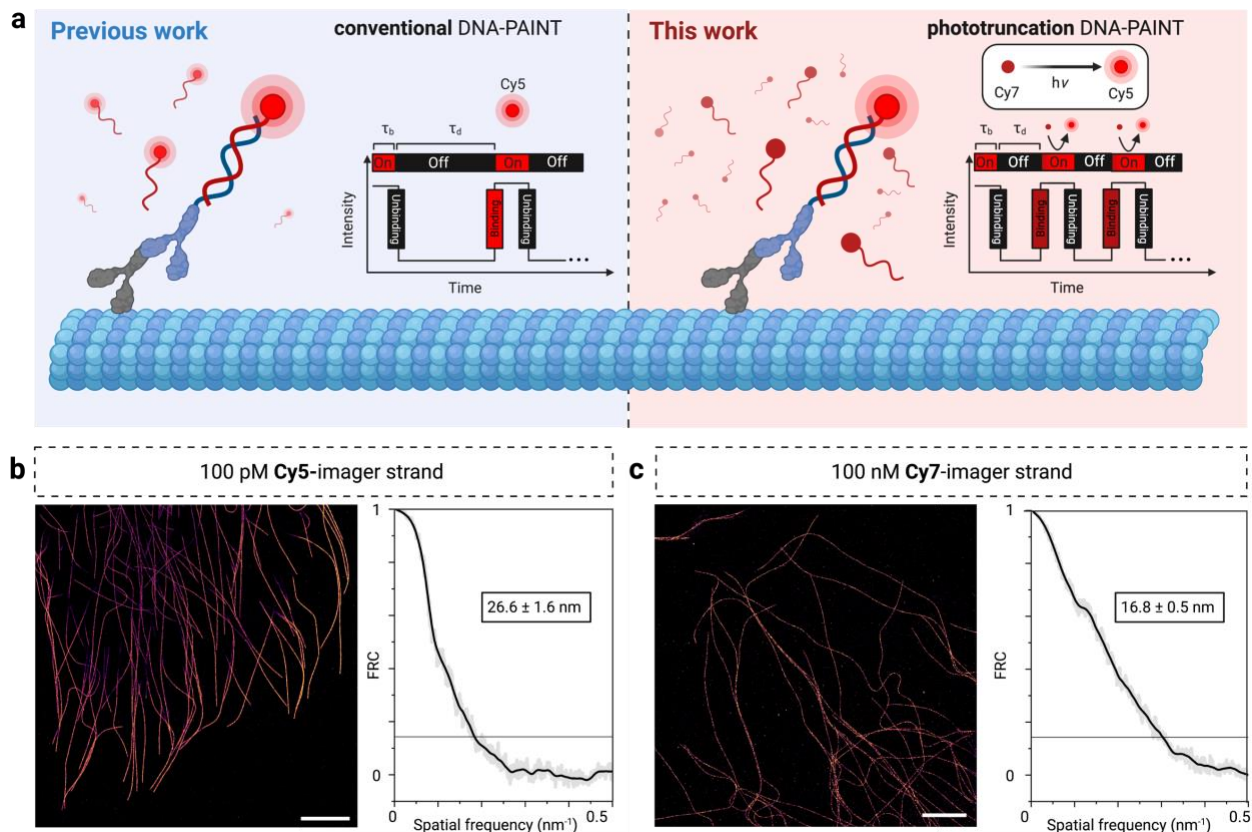 a
Previous work
conventional DNA-PAINT
Cy5
τb
τd
On
Off
On
Off
Intensity
Unbinding
Binding
Unbinding
Time
This work
phototruncation DNA-PAINT
Cy7
hν
Cy5
τb
τd
On
Off
On
Off
On
Off
Intensity
Unbinding
Binding
Unbinding
Binding
Unbinding
Time
b
100 pM Cy5-imager strand
1
26.6 ± 1.6 nm
FRC
0
0
0.5
Spatial frequency (nm⁻¹)
c
100 nM Cy7-imager strand
1
16.8 ± 0.5 nm
FRC
0
0
0.5
Spatial frequency (nm⁻¹)